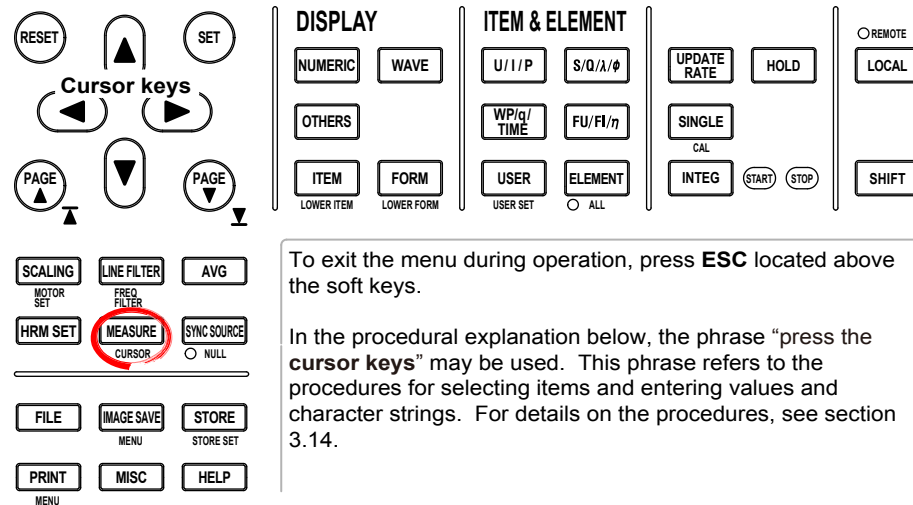 DISPLAY
ITEM & ELEMENT
RESET
SET
REMOTE
NUMERIC
WAVE
U/I/P
S/Q/λ/ø
UPDATE
RATE
HOLD
LOCAL
Cursor keys
OTHERS
WP/q/
TIME
FU/FI/η
SINGLE
CAL
PAGE
PAGE
ITEM
FORM
USER
ELEMENT
INTEG
START
STOP
SHIFT
LOWER ITEM
LOWER FORM
USER SET
ALL
SCALING
LINE FILTER
AVG
MOTOR
SET
FREQ
FILTER
HRM SET
MEASURE
SYNC SOURCE
CURSOR
NULL
FILE
IMAGE SAVE
STORE
MENU
STORE SET
PRINT
MISC
HELP
MENU
To exit the menu during operation, press ESC located above
the soft keys.
In the procedural explanation below, the phrase “press the
cursor keys” may be used. This phrase refers to the
procedures for selecting items and entering values and
character strings. For details on the procedures, see section
3.14.